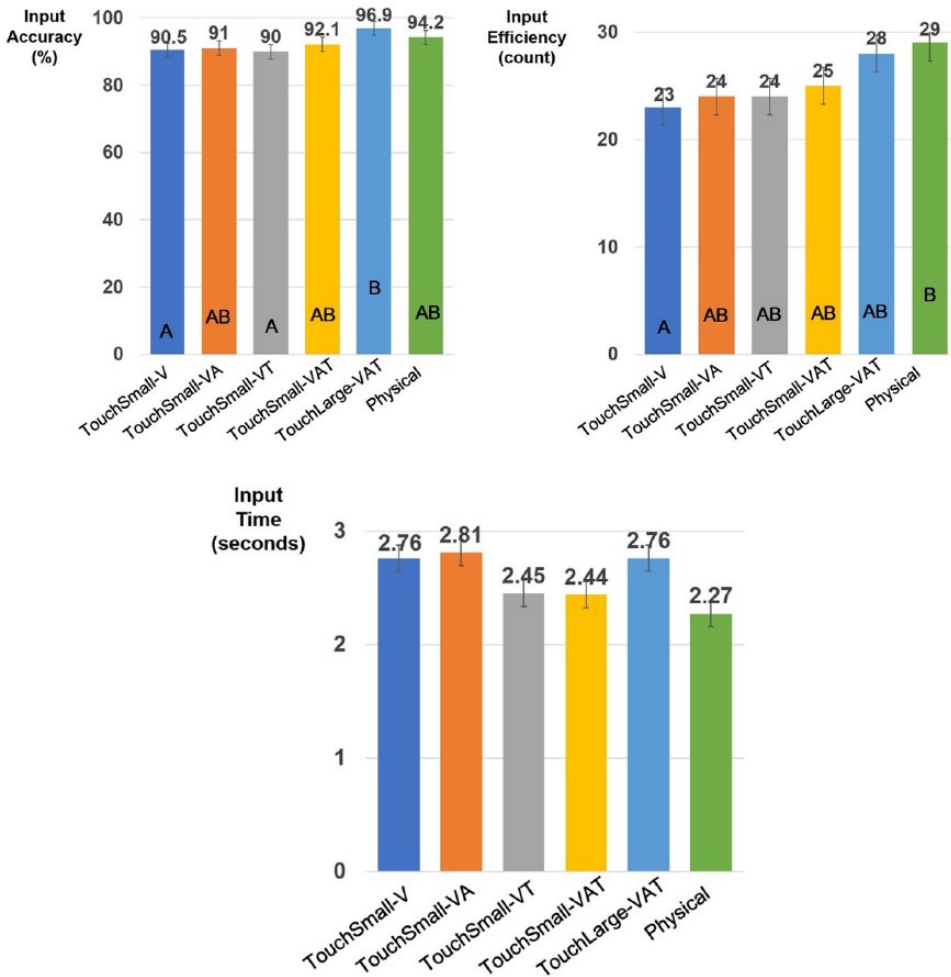 Input
Accuracy
(%)
100
80
60
40
20
0
90.5
91
90
92.1
96.9
94.2
A
AB
A
AB
B
AB
TouchSmall-V
TouchSmall-VA
TouchSmall-VT
TouchSmall-VAT
TouchLarge-VAT
Physical
Input
Efficiency
(count)
30
20
10
0
23
24
24
25
28
29
A
AB
AB
AB
AB
B
TouchSmall-V
TouchSmall-VA
TouchSmall-VT
TouchSmall-VAT
TouchLarge-VAT
Physical
Input
Time
(seconds)
3
2
1
0
2.76
2.81
2.45
2.44
2.76
2.27
TouchSmall-V
TouchSmall-VA
TouchSmall-VT
TouchSmall-VAT
TouchLarge-VAT
Physical